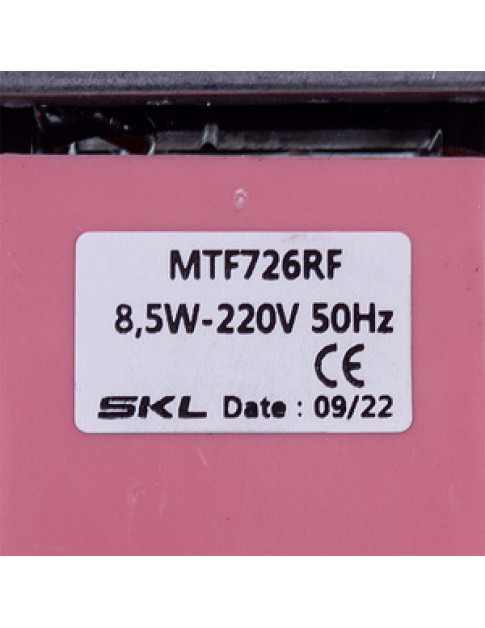 MTF726RF
8,5W-220V 50Hz
CE
SKL Date : 09/22